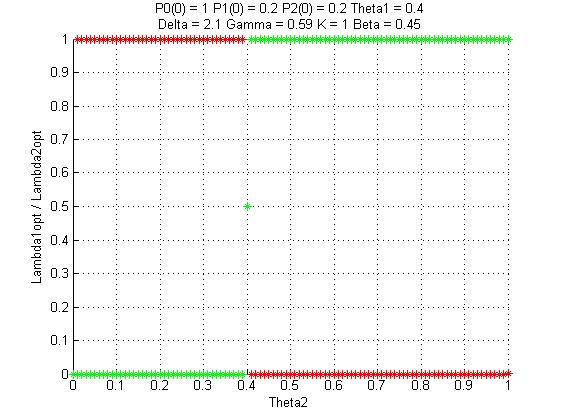 P0(0) = 1 P1(0) = 0.2 P2(0) = 0.2 Theta1 = 0.4
Delta = 2.1 Gamma = 0.59 K = 1 Beta = 0.45
1
0.9
0.8
0.7
0.6
0.5
0.4
0.3
0.2
0.1
0
Lambda1opt / Lambda2opt
0 0.1 0.2 0.3 0.4 0.5 0.6 0.7 0.8 0.9 1
Theta2